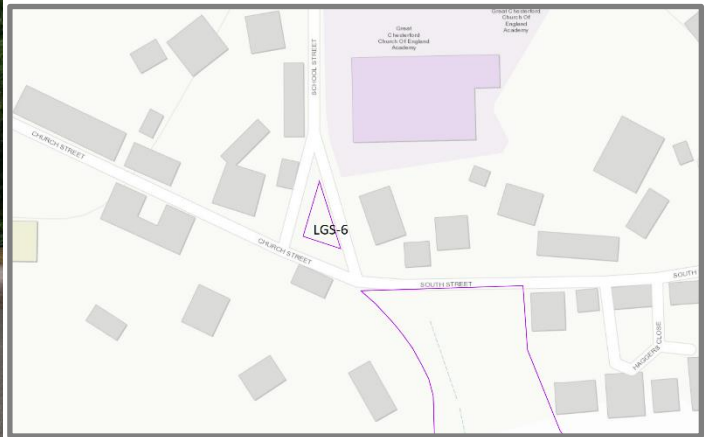 Great Chesterford
Church Of
England
Academy
Great
Chesterford
Church Of England
Academy
SCHOOL STREET
CHURCH STREET
LGS-6
CHURCH STREET
SOUTH STREET
SOUTH
HAGGERS CLOSE